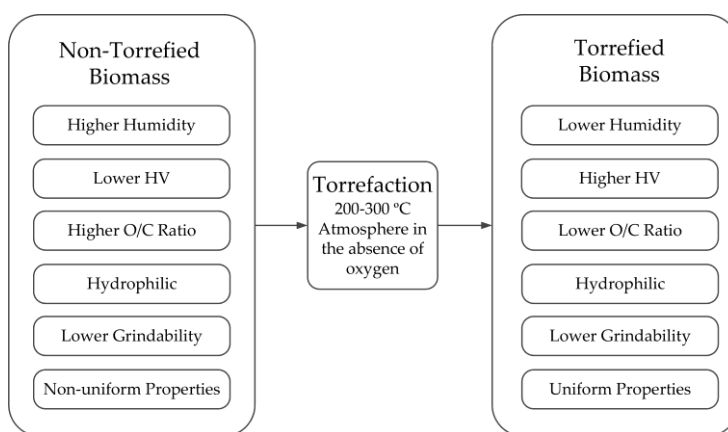 Non-Torrefied
Biomass
Higher Humidity
Lower HV
Higher O/C Ratio
Hydrophilic
Lower Grindability
Non-uniform Properties
Torrefaction
200-300 ºC
Atmosphere in
the absence of
oxygen
Torrefied
Biomass
Lower Humidity
Higher HV
Lower O/C Ratio
Hydrophilic
Lower Grindability
Uniform Properties